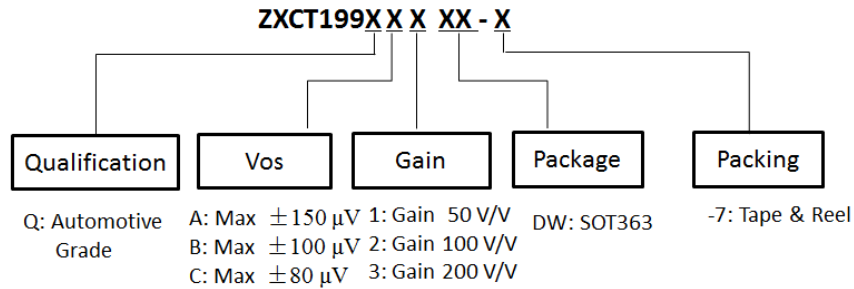 ZXCT199X X X XX - X
Qualification
Vos
Gain
Package
Packing
Q: Automotive
Grade
A: Max ±150 µV
B: Max ±100 µV
C: Max ±80 µV
1: Gain 50 V/V
2: Gain 100 V/V
3: Gain 200 V/V
DW: SOT363
-7: Tape & Reel